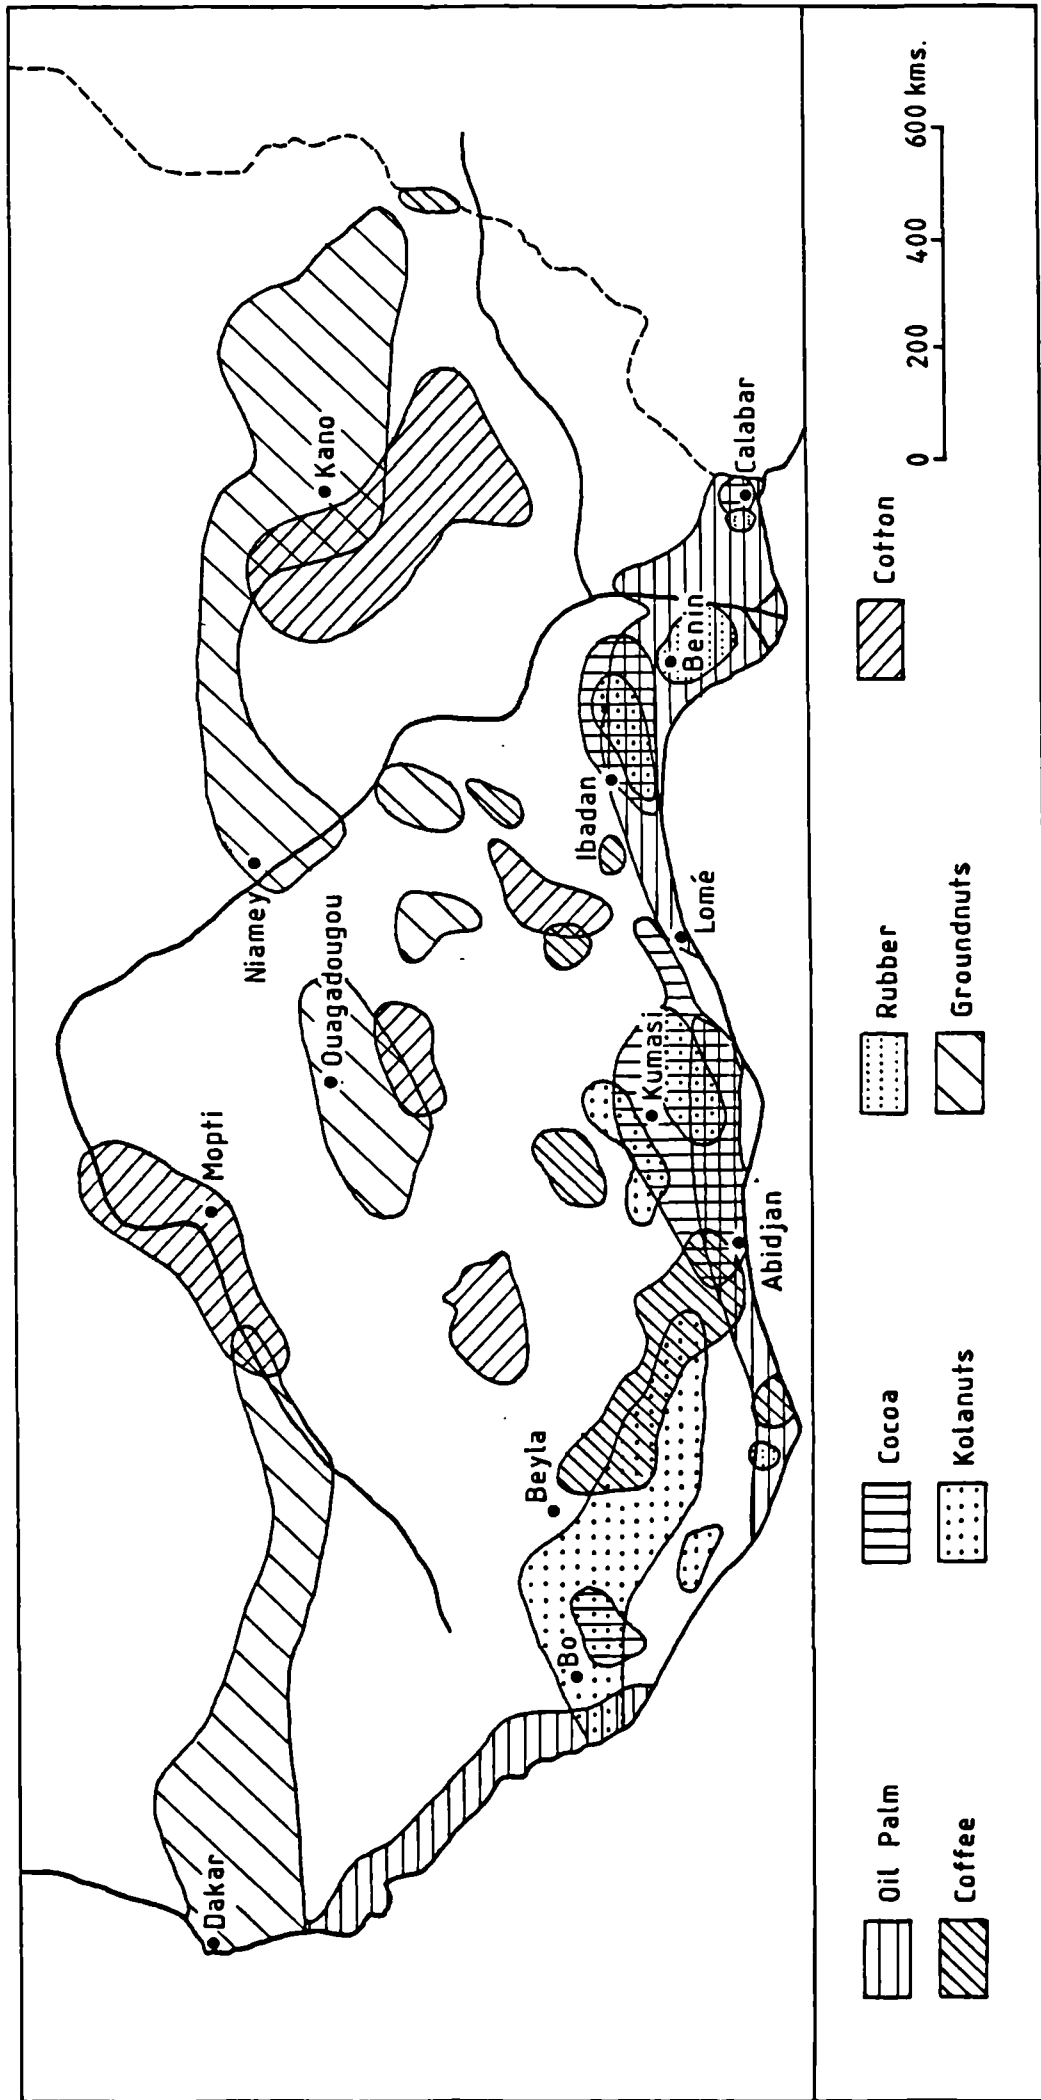 Dakar
Mopti
Niamey
Ouagadougou
Kano
Bo
Beyla
Abidjan
Kumasi
Lomé
Ibadan
Benin
Calabar
Oil Palm
Cocoa
Rubber
Cotton
Coffee
Kolanuts
Groundnuts
0 200 400 600 kms.